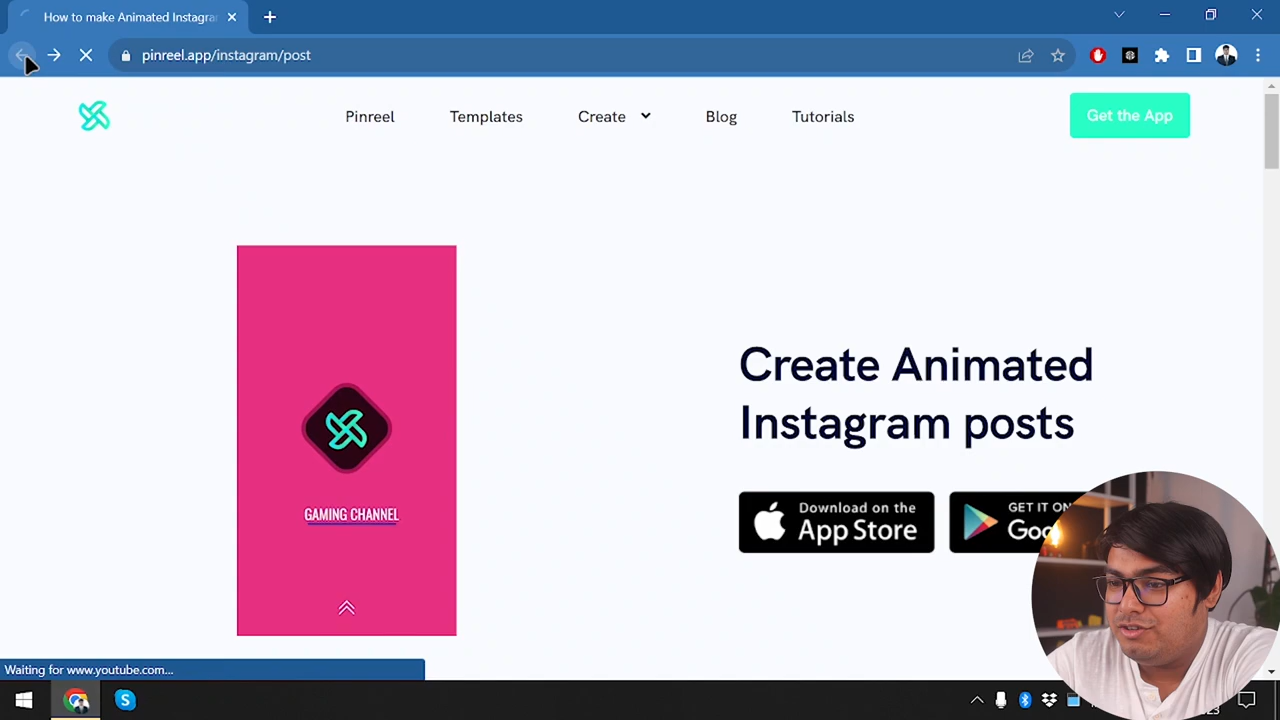 How to make Animated Instagra
pinreel.app/instagram/post
Pinreel
Templates
Create
Blog
Tutorials
Get the App
GAMING CHANNEL
Create Animated
Instagram posts
Download on the
App Store
GET IT ON
Waiting for www.youtube.com...